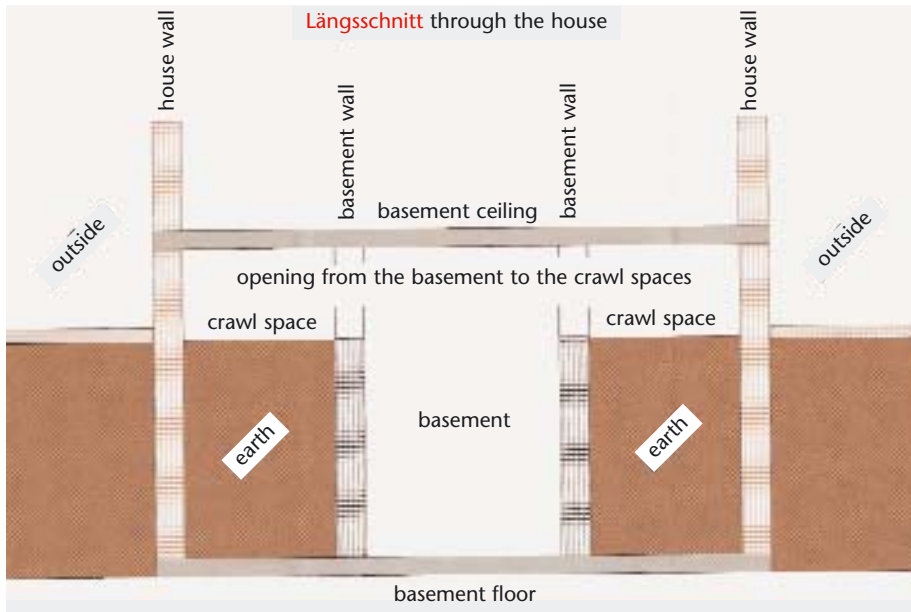 Längsschnitt through the house
house wall
basement wall
basement wall
house wall
outside
basement ceiling
outside
opening from the basement to the crawl spaces
crawl space
crawl space
earth
basement
earth
basement floor